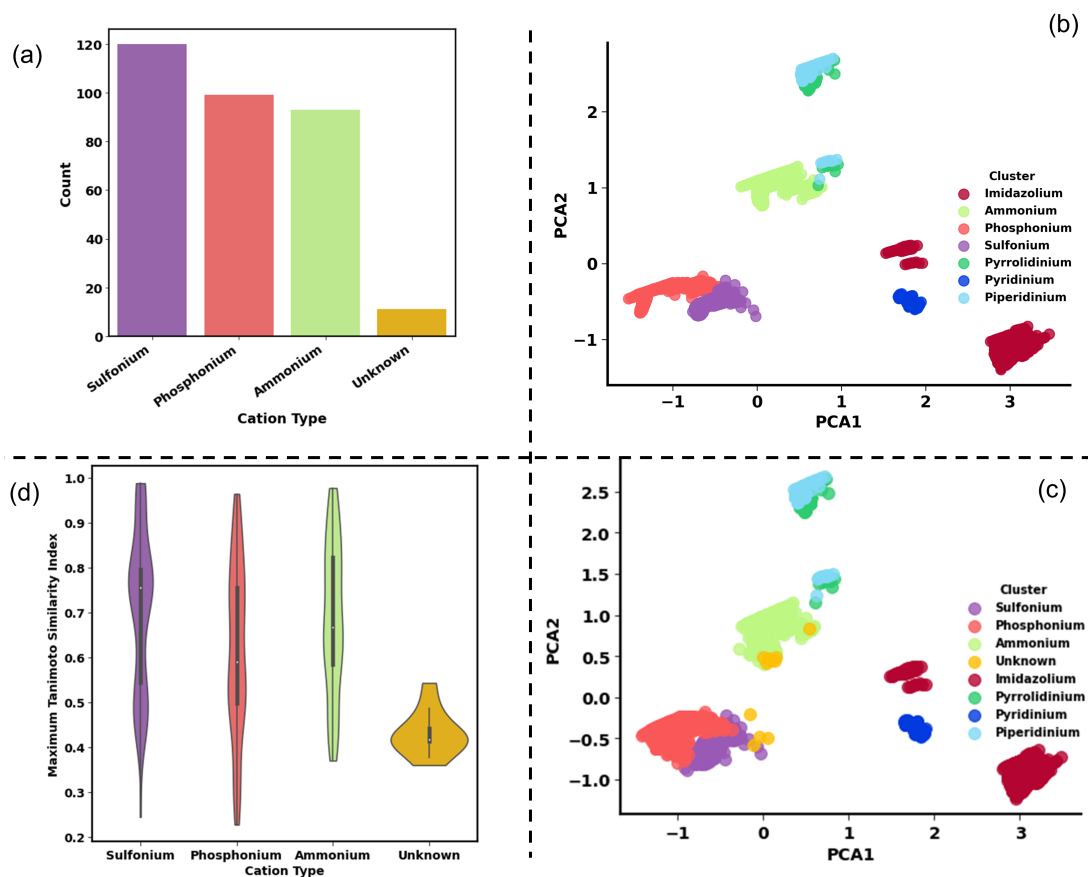 (a)
120
100
80
60
40
20
0
Count
Sulfonium
Phosphonium
Ammonium
Unknown
Cation Type
(b)
2
1
0
−1
PCA2
−1 0 1 2 3
PCA1
Cluster
Imidazolium
Ammonium
Phosphonium
Sulfonium
Pyrrolidinium
Pyridinium
Piperidinium
(d)
1.0
0.9
0.8
0.7
0.6
0.5
0.4
0.3
0.2
Maximum Tanimoto Similarity Index
Sulfonium Phosphonium Ammonium Unknown
Cation Type
(c)
2.5
2.0
1.5
1.0
0.5
0.0
−0.5
−1.0
PCA2
−1 0 1 2 3
PCA1
Cluster
Sulfonium
Phosphonium
Ammonium
Unknown
Imidazolium
Pyrrolidinium
Pyridinium
Piperidinium